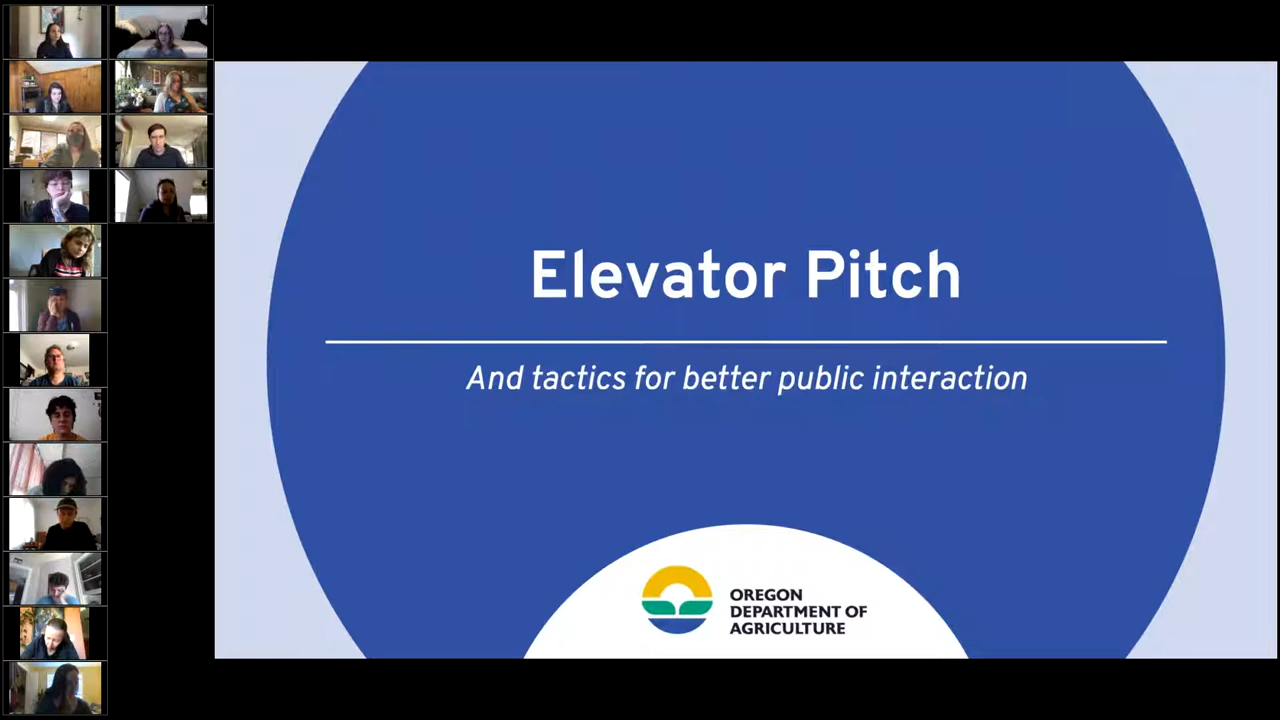 Elevator Pitch
And tactics for better public interaction
OREGON
DEPARTMENT OF
AGRICULTURE